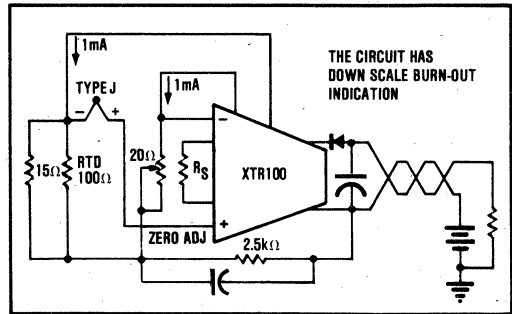 1mA
THE CIRCUIT HAS
DOWN SCALE BURN-OUT
INDICATION
TYPE J
1mA
− +
−
15Ω
RTD
100Ω
20Ω
RS
XTR100
+
ZERO ADJ
2.5kΩ